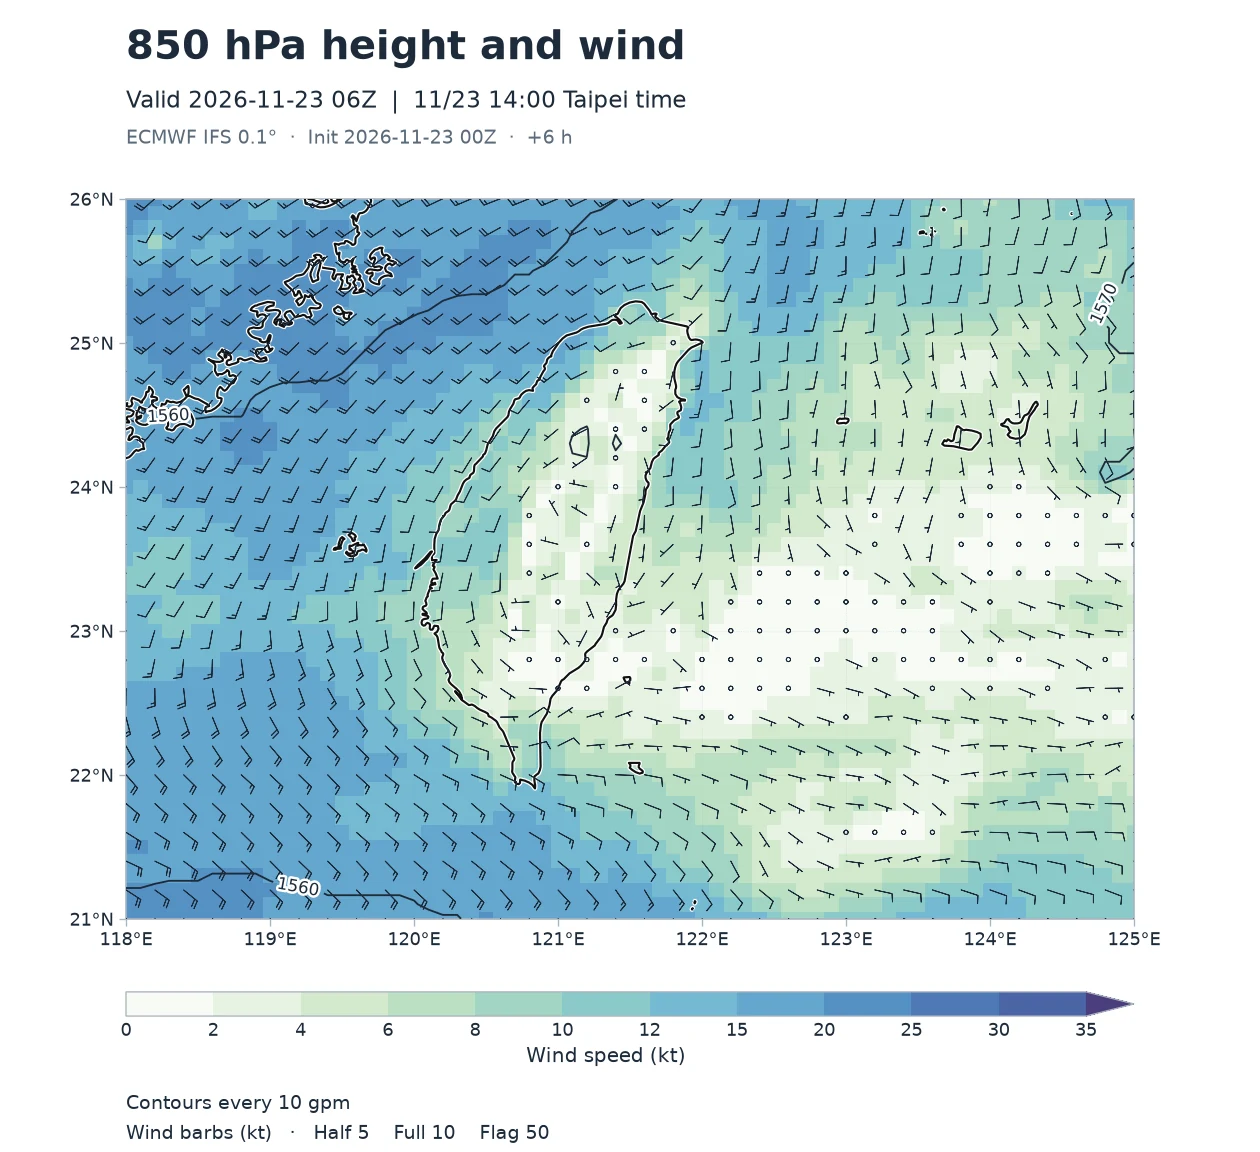 850 hPa height and wind
Valid 2026-11-23 06Z | 11/23 14:00 Taipei time
ECMWF IFS 0.1° · Init 2026-11-23 00Z · +6 h
26°N
25°N
24°N
23°N
22°N
21°N
1570
1560
1560
118°E 119°E 120°E 121°E 122°E 123°E 124°E 125°E
0 2 4 6 8 10 12 15 20 25 30 35
Wind speed (kt)
Contours every 10 gpm
Wind barbs (kt) · Half 5 Full 10 Flag 50